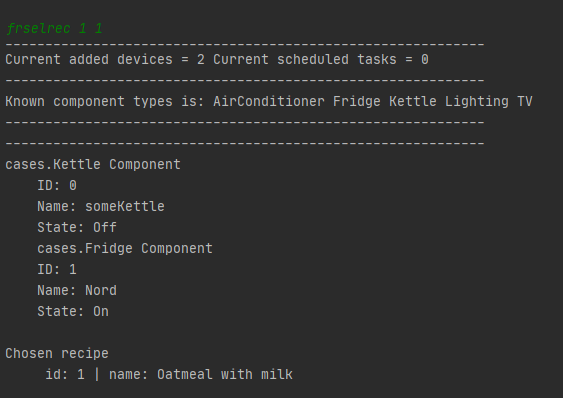 frselrec 1 1
------------------------------------------------------------
Current added devices = 2 Current scheduled tasks = 0
------------------------------------------------------------
Known component types is: AirConditioner Fridge Kettle Lighting TV
------------------------------------------------------------
------------------------------------------------------------
cases.Kettle Component
    ID: 0
    Name: someKettle
    State: Off
    cases.Fridge Component
    ID: 1
    Name: Nord
    State: On

Chosen recipe
     id: 1 | name: Oatmeal with milk